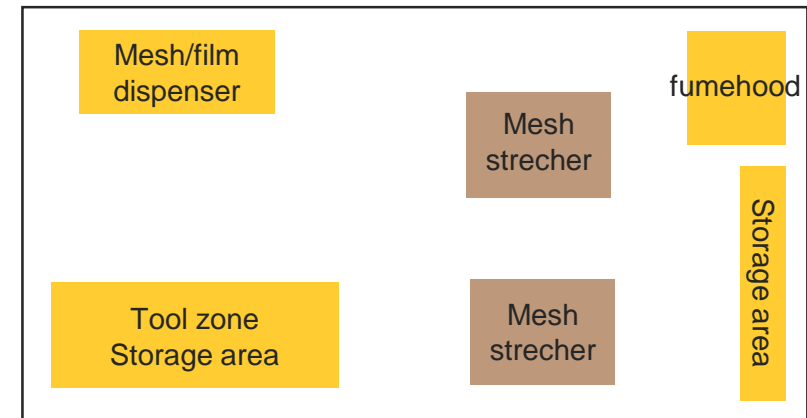 Mesh/film
dispenser
fumehood
Mesh
strecher
Storage area
Tool zone
Storage area
Mesh
strecher